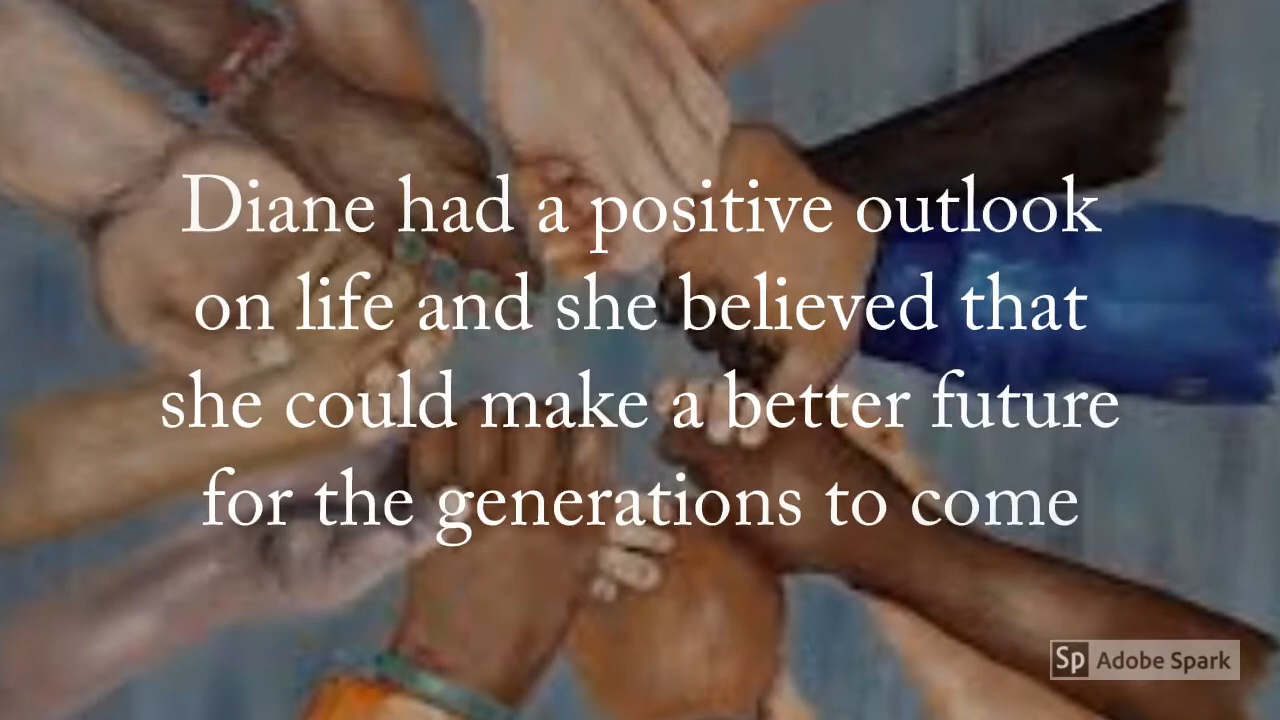 Diane had a positive outlook
on life and she believed that
she could make a better future
for the generations to come
Sp Adobe Spark